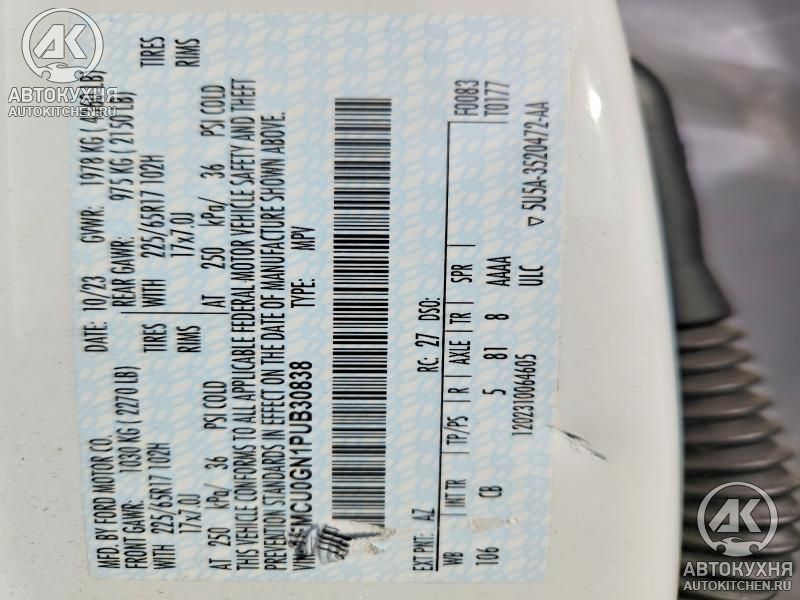 MFD. BY FORD MOTOR CO.
DATE: 10/23 GVWR: 1978 KG
FRONT GAWR: 1030 KG (2270 LB)
REAR GAWR: 975 KG (2150 LB)
WITH 225/65R17 102H TIRES
17x7.0J RIMS
AT 250 kPa/ 36 PSI COLD
WITH 225/65R17 102H TIRES
17x7.0J RIMS
AT 250 kPa/ 36 PSI COLD
THIS VEHICLE CONFORMS TO ALL APPLICABLE FEDERAL MOTOR VEHICLE SAFETY AND THEFT
PREVENTION STANDARDS IN EFFECT ON THE DATE OF MANUFACTURE SHOWN ABOVE.
MCU0GN1PUB30838 TYPE: MPV
EXT PNT: AZ RC: 27 DSO: F0083
WB INT TR TP/PS R AXLE TR SPR T0177
106 CB 5 81 8 AAAA
1202310064605 ULC
5U5A-3520472-AA
АК
АВТОКУХНЯ
AUTOKITCHEN.RU
АК
АВТОКУХНЯ
AUTOKITCHEN.RU